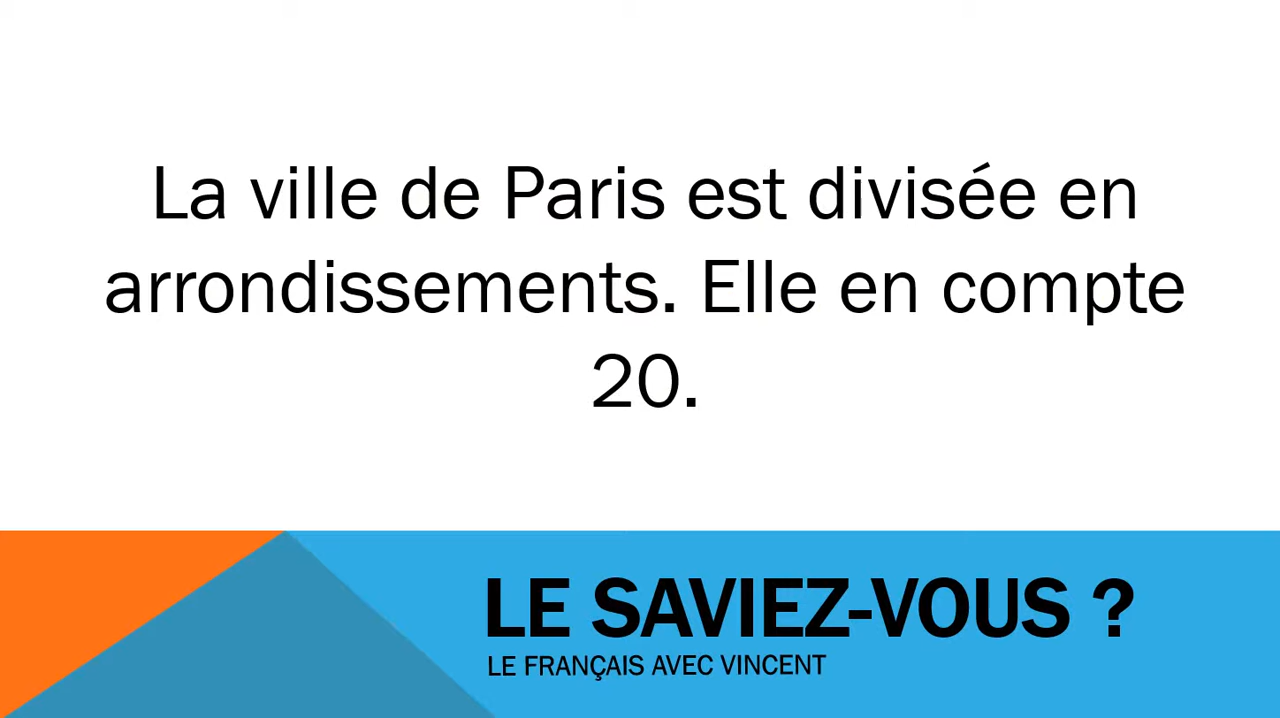 La ville de Paris est divisée en
arrondissements. Elle en compte
20.
LE SAVIEZ-VOUS ?
LE FRANÇAIS AVEC VINCENT